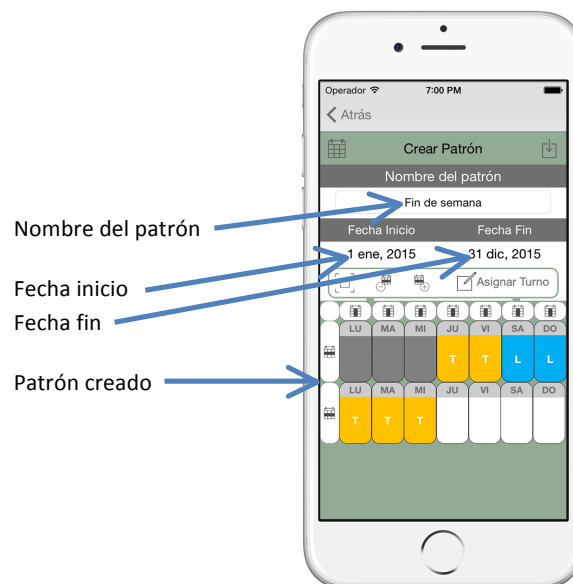 Operador 7:00 PM
Atrás
Crear Patrón
Nombre del patrón
Fin de semana
Nombre del patrón
Fecha Inicio Fecha Fin
1 ene, 2015 31 dic, 2015
Fecha inicio
Asignar Turno
Fecha fin
LU MA MI JU VI SA DO
T T L L
Patrón creado
LU MA MI JU VI SA DO
T T T